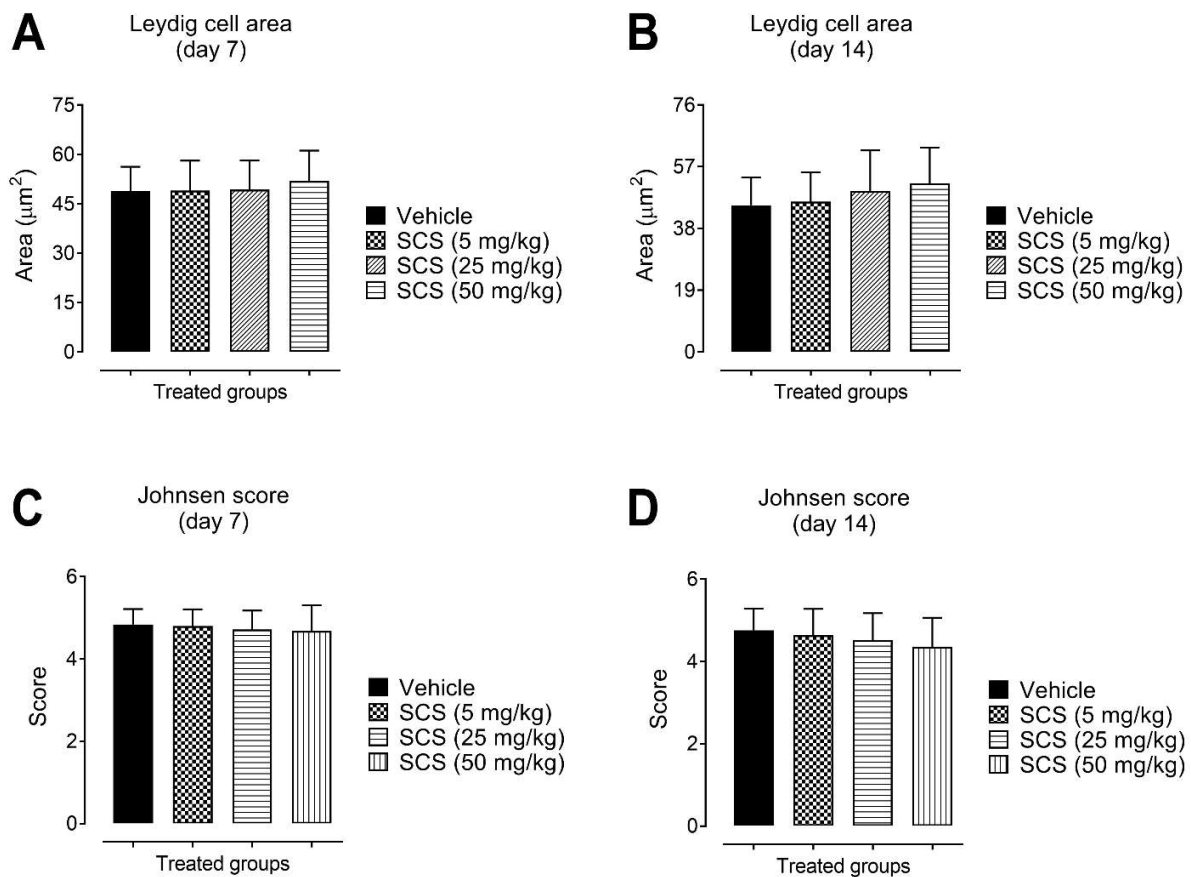 A
Leydig cell area
(day 7)
75
60
45
30
15
0
Area (μm²)
Treated groups
Vehicle
SCS (5 mg/kg)
SCS (25 mg/kg)
SCS (50 mg/kg)
B
Leydig cell area
(day 14)
76
57
38
19
0
Area (μm²)
Treated groups
Vehicle
SCS (5 mg/kg)
SCS (25 mg/kg)
SCS (50 mg/kg)
C
Johnsen score
(day 7)
6
4
2
0
Score
Treated groups
Vehicle
SCS (5 mg/kg)
SCS (25 mg/kg)
SCS (50 mg/kg)
D
Johnsen score
(day 14)
6
4
2
0
Score
Treated groups
Vehicle
SCS (5 mg/kg)
SCS (25 mg/kg)
SCS (50 mg/kg)